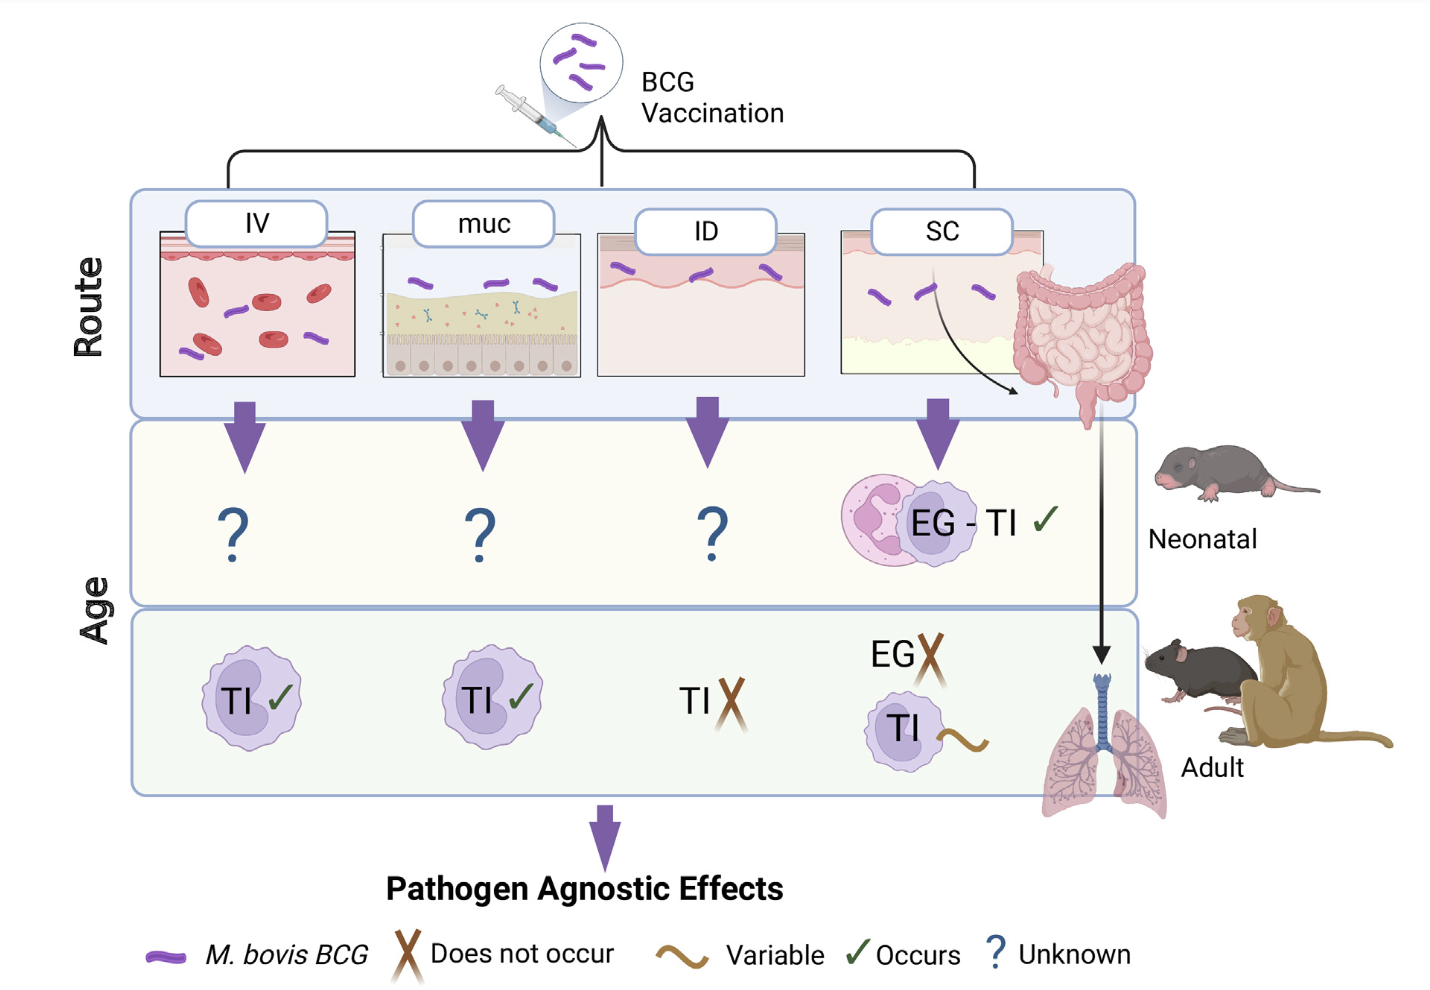 BCG
Vaccination
Route
IV
muc
ID
SC
Age
?
?
?
EG - TI ✓
Neonatal
TI ✓
TI ✓
TI X
EG X
TI
Adult
Pathogen Agnostic Effects
M. bovis BCG
X Does not occur
Variable
✓ Occurs
? Unknown